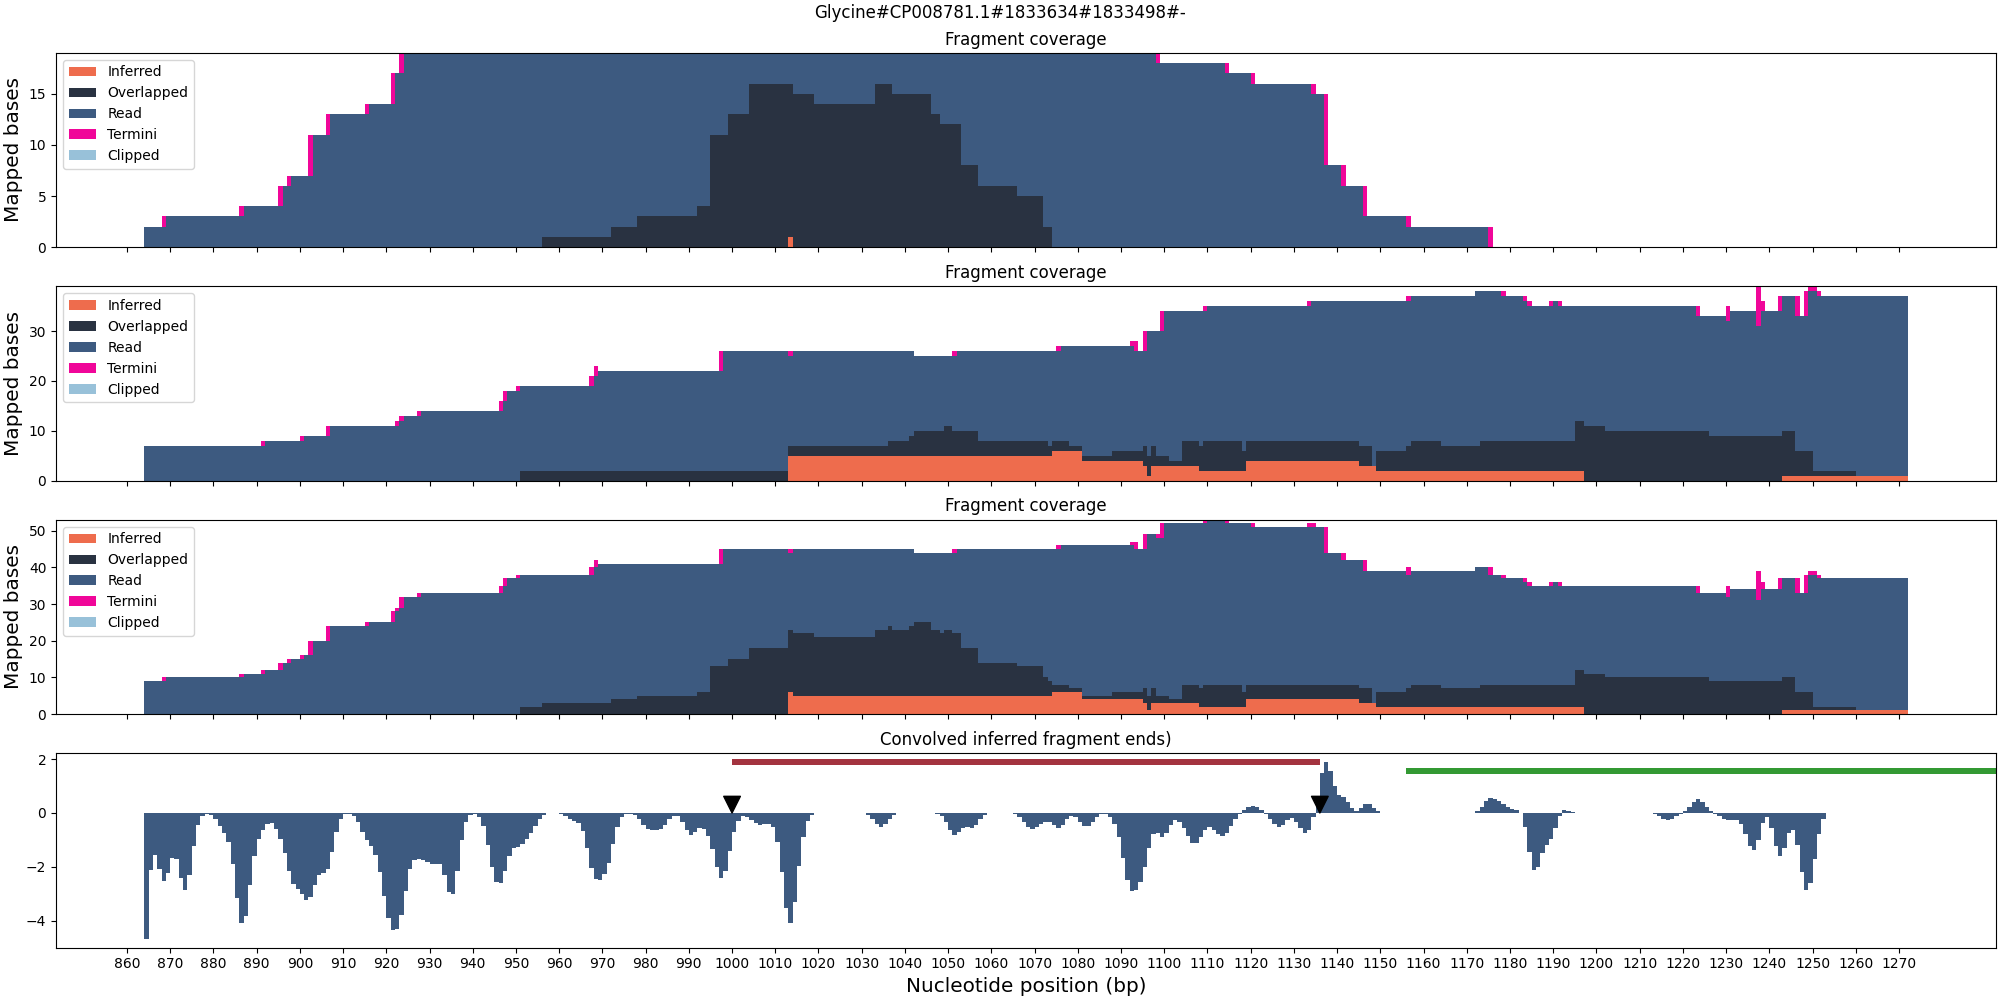 Glycine#CP008781.1#1833634#1833498#-
Fragment coverage
Mapped bases
15
10
5
0
Inferred
Overlapped
Read
Termini
Clipped
Fragment coverage
Mapped bases
30
20
10
0
Inferred
Overlapped
Read
Termini
Clipped
Fragment coverage
Mapped bases
50
40
30
20
10
0
Inferred
Overlapped
Read
Termini
Clipped
Convolved inferred fragment ends)
2
0
−2
−4
860 870 880 890 900 910 920 930 940 950 960 970 980 990 1000 1010 1020 1030 1040 1050 1060 1070 1080 1090 1100 1110 1120 1130 1140 1150 1160 1170 1180 1190 1200 1210 1220 1230 1240 1250 1260 1270
Nucleotide position (bp)